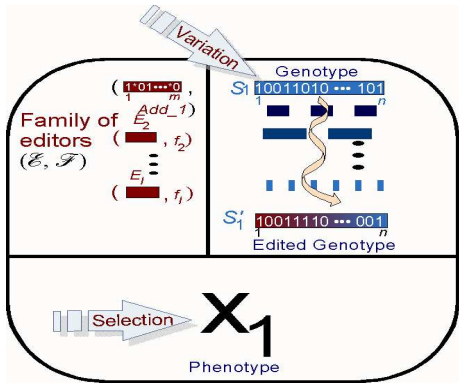 Variation
Genotype
S1 10011010 ••• 101
1 n
( 1*01•••*0 ,
1 m
Add_1)
Family of
editors
(ℰ, ℱ)
E2
( , f2)
El
( , fl)
S'1 10011110 ••• 001
1 n
Edited Genotype
Selection
X1
Phenotype